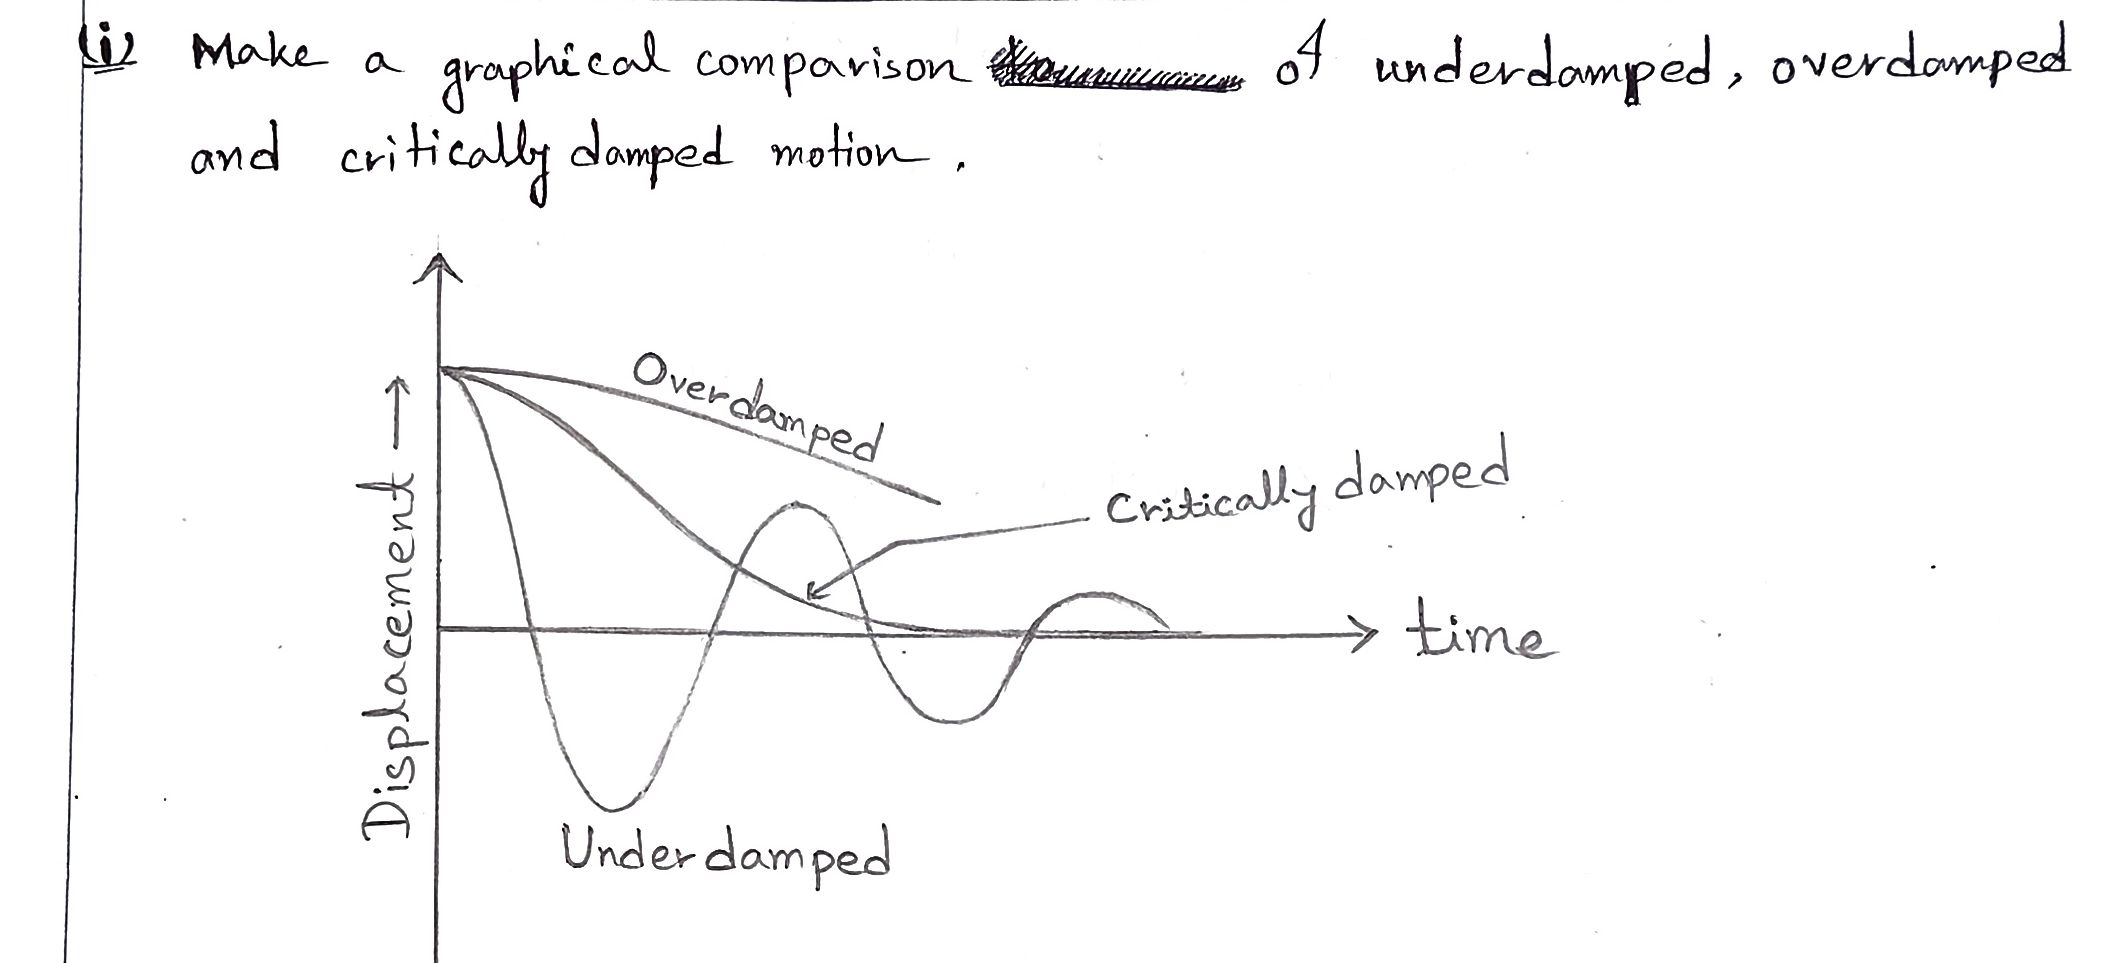 (i) Make a graphical comparison of underdamped, overdamped
and critically damped motion.
Overdamped
Critically damped
Displacement →
time
Underdamped